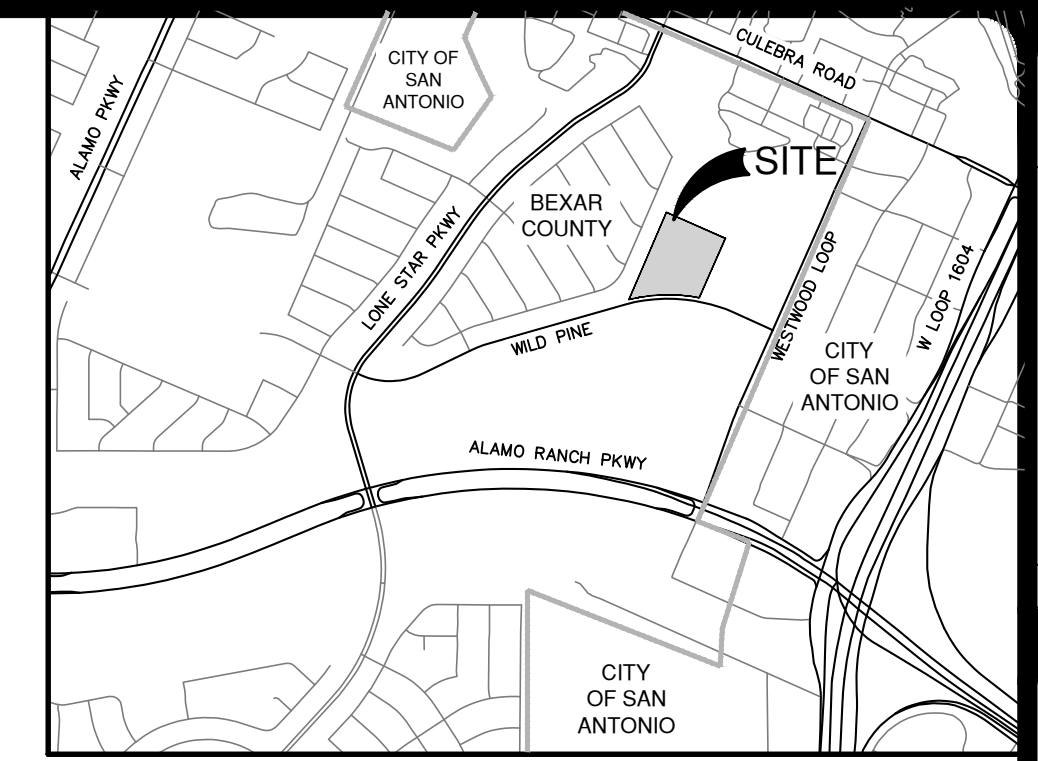 CULEBRA ROAD
CITY OF
SAN
ANTONIO
ALAMO PKWY
SITE
BEXAR
COUNTY
LONE STAR PKWY
WESTWOOD LOOP
W LOOP 1604
WILD PINE
CITY
OF SAN
ANTONIO
ALAMO RANCH PKWY
CITY
OF SAN
ANTONIO